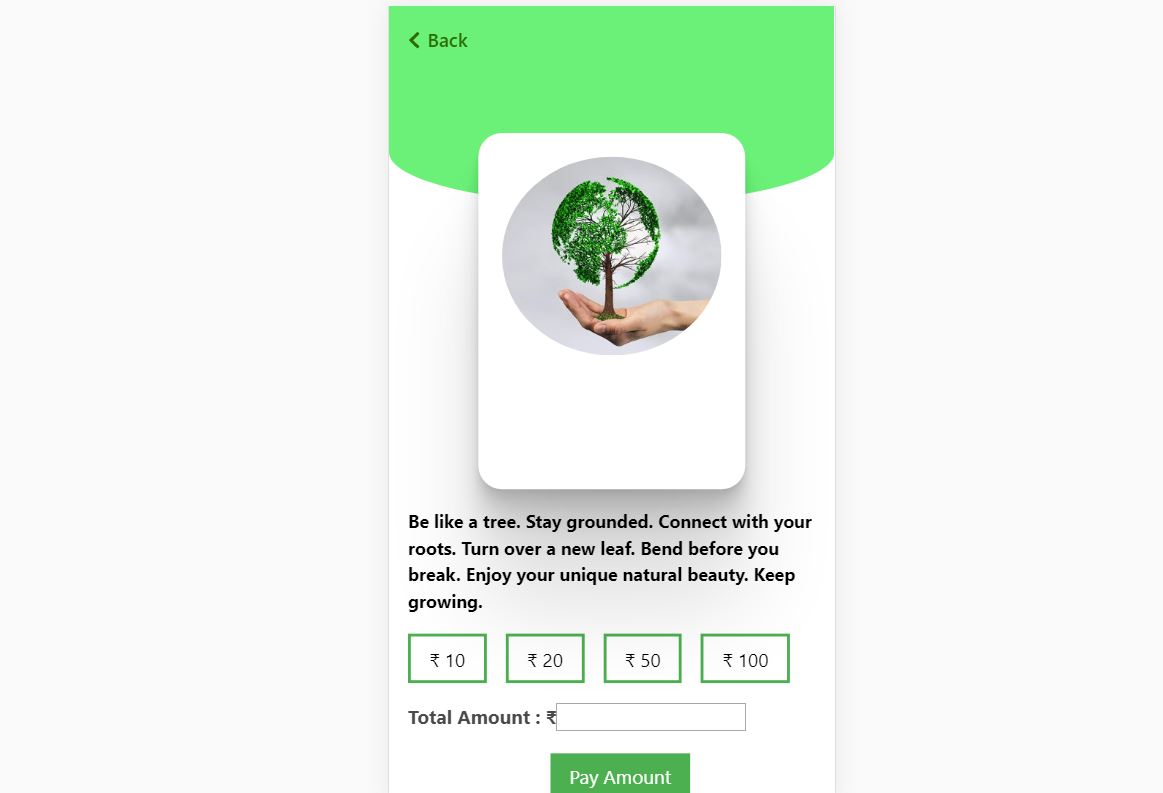 Back
Be like a tree. Stay grounded. Connect with your
roots. Turn over a new leaf. Bend before you
break. Enjoy your unique natural beauty. Keep
growing.
₹ 10 ₹ 20 ₹ 50 ₹ 100
Total Amount : ₹
Pay Amount